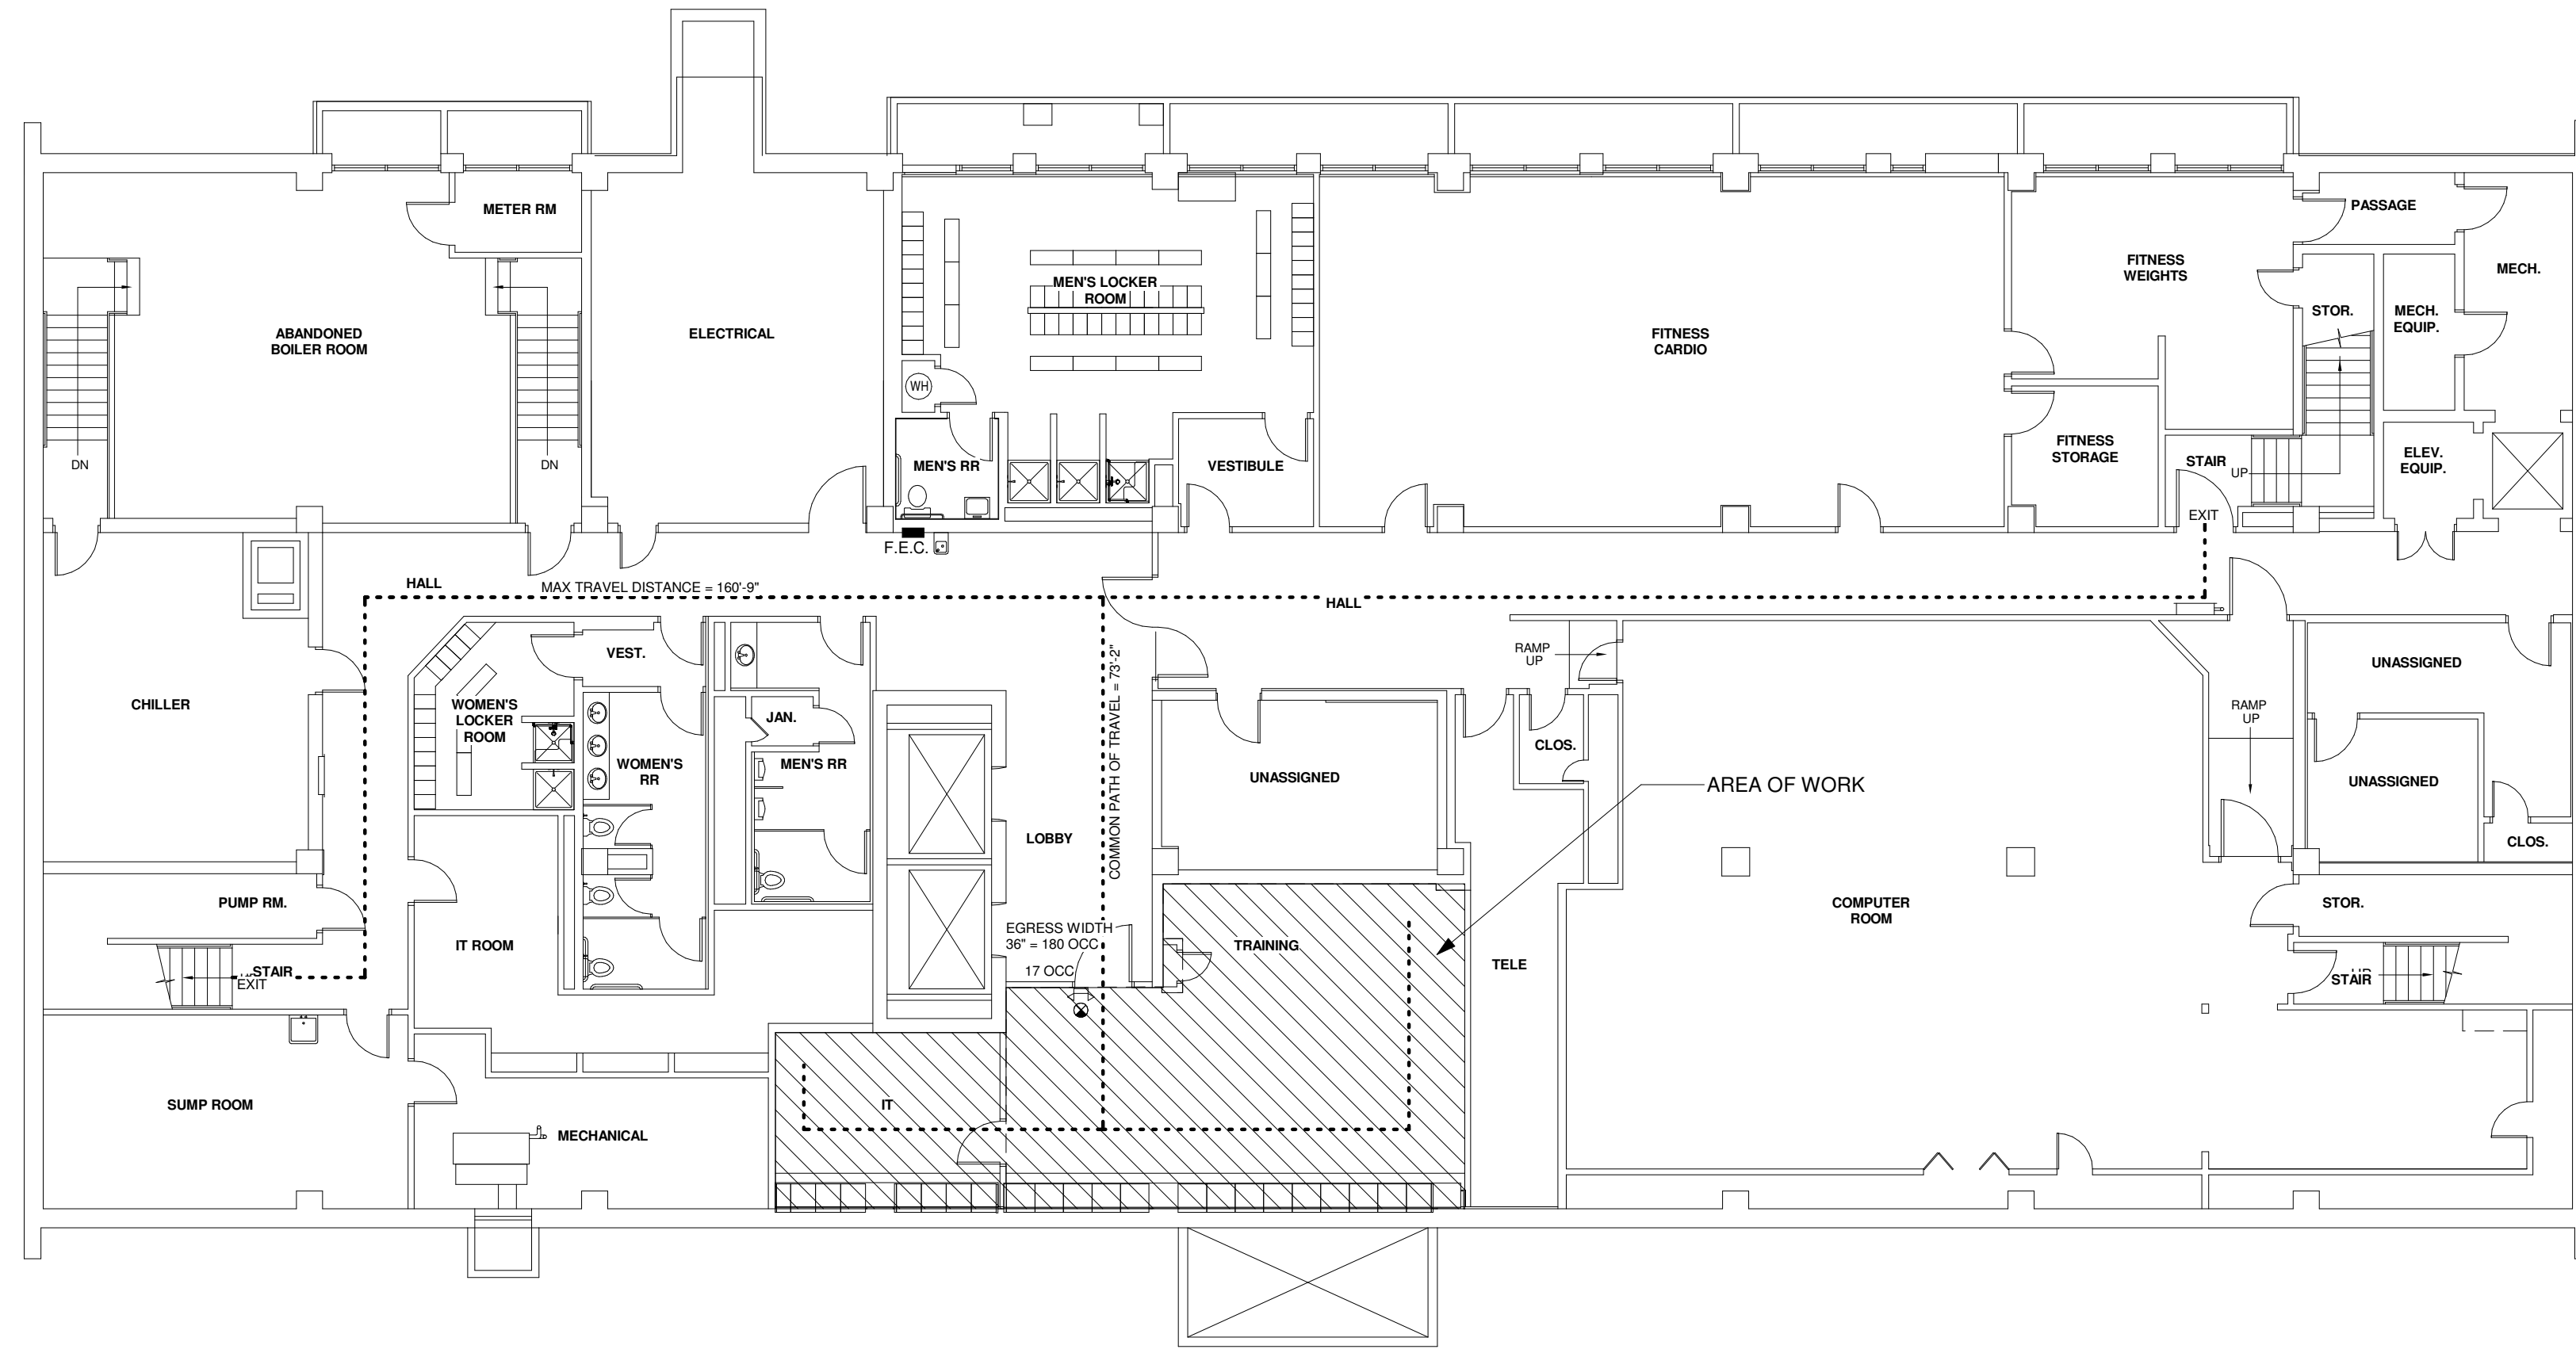 METER RM
PASSAGE
MECH.
FITNESS
WEIGHTS
MEN'S LOCKER
ROOM
STOR.
MECH.
EQUIP.
ABANDONED
BOILER ROOM
ELECTRICAL
FITNESS
CARDIO
WH
DN
DN
MEN'S RR
VESTIBULE
FITNESS
STORAGE
STAIR
UP
ELEV.
EQUIP.
EXIT
F.E.C.
HALL
MAX TRAVEL DISTANCE = 160'-9"
HALL
VEST.
RAMP
UP
UNASSIGNED
CHILLER
WOMEN'S
LOCKER
ROOM
JAN.
COMMON PATH OF TRAVEL = 73'-2"
RAMP
UP
CLOS.
WOMEN'S
RR
MEN'S RR
UNASSIGNED
AREA OF WORK
UNASSIGNED
LOBBY
CLOS.
PUMP RM.
COMPUTER
ROOM
STOR.
IT ROOM
EGRESS WIDTH
36" = 180 OCC
17 OCC
TRAINING
TELE
STAIR
EXIT
STAIR
SUMP ROOM
IT
MECHANICAL